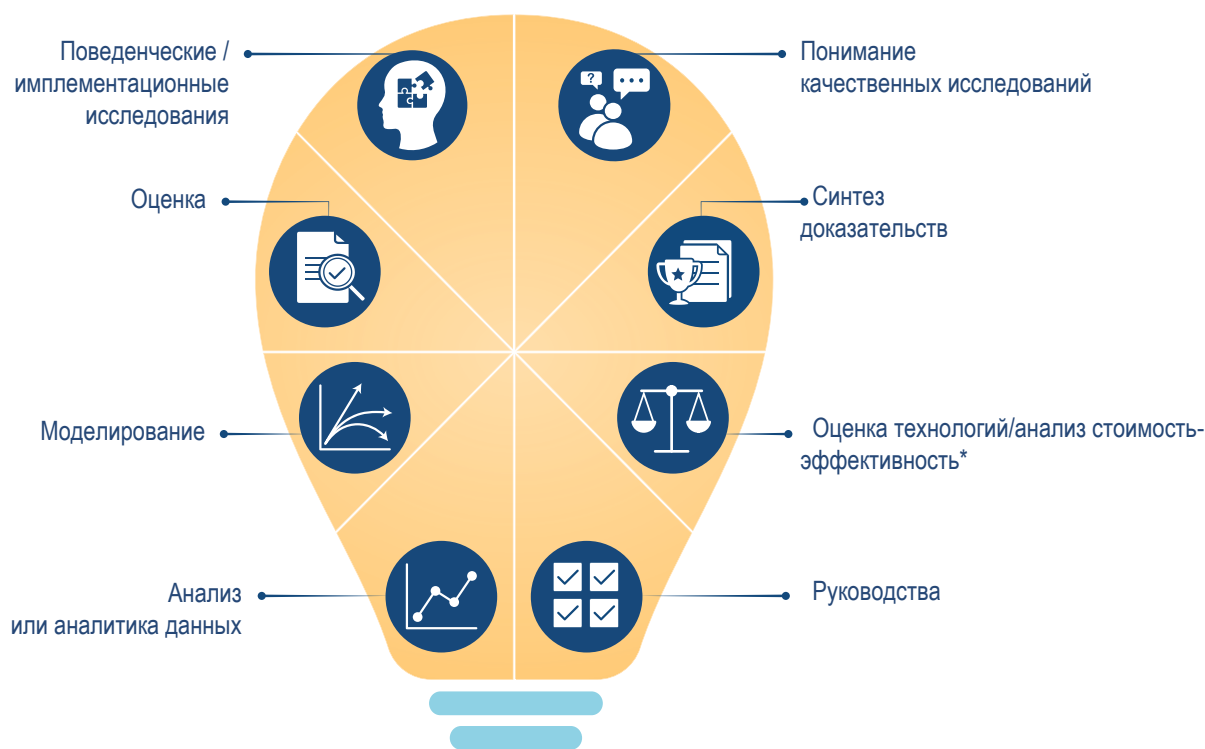 Поведенческие /
имплементационные
исследования
Понимание
качественных исследований
Оценка
Синтез
доказательств
Моделирование
Оценка технологий/анализ стоимость-
эффективность*
Анализ
или аналитика данных
Руководства
?